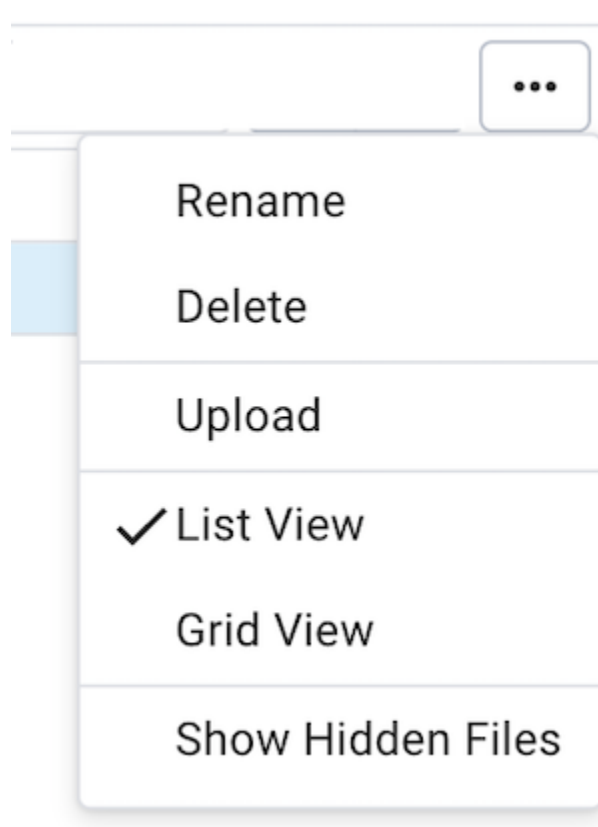 Rename
Delete
Upload
List View
Grid View
Show Hidden Files